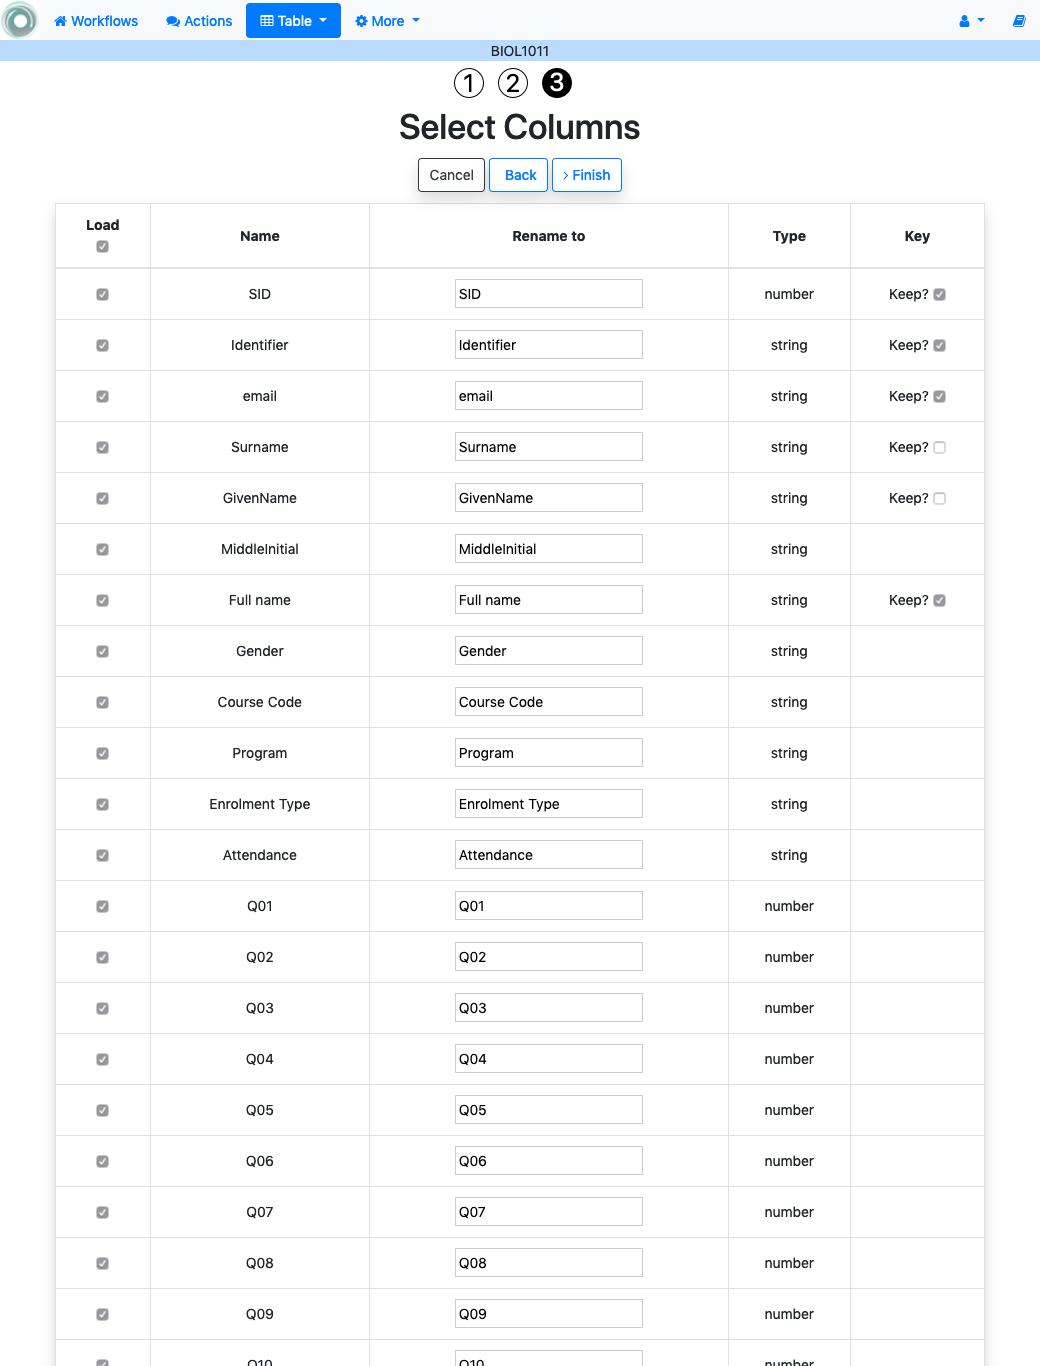 Workflows Actions Table More
BIOL1011
1 2 3
Select Columns
Cancel Back > Finish
Load Name Rename to Type Key
SID SID number Keep?
Identifier Identifier string Keep?
email email string Keep?
Surname Surname string Keep?
GivenName GivenName string Keep?
MiddleInitial MiddleInitial string
Full name Full name string Keep?
Gender Gender string
Course Code Course Code string
Program Program string
Enrolment Type Enrolment Type string
Attendance Attendance string
Q01 Q01 number
Q02 Q02 number
Q03 Q03 number
Q04 Q04 number
Q05 Q05 number
Q06 Q06 number
Q07 Q07 number
Q08 Q08 number
Q09 Q09 number
Q10 Q10 number